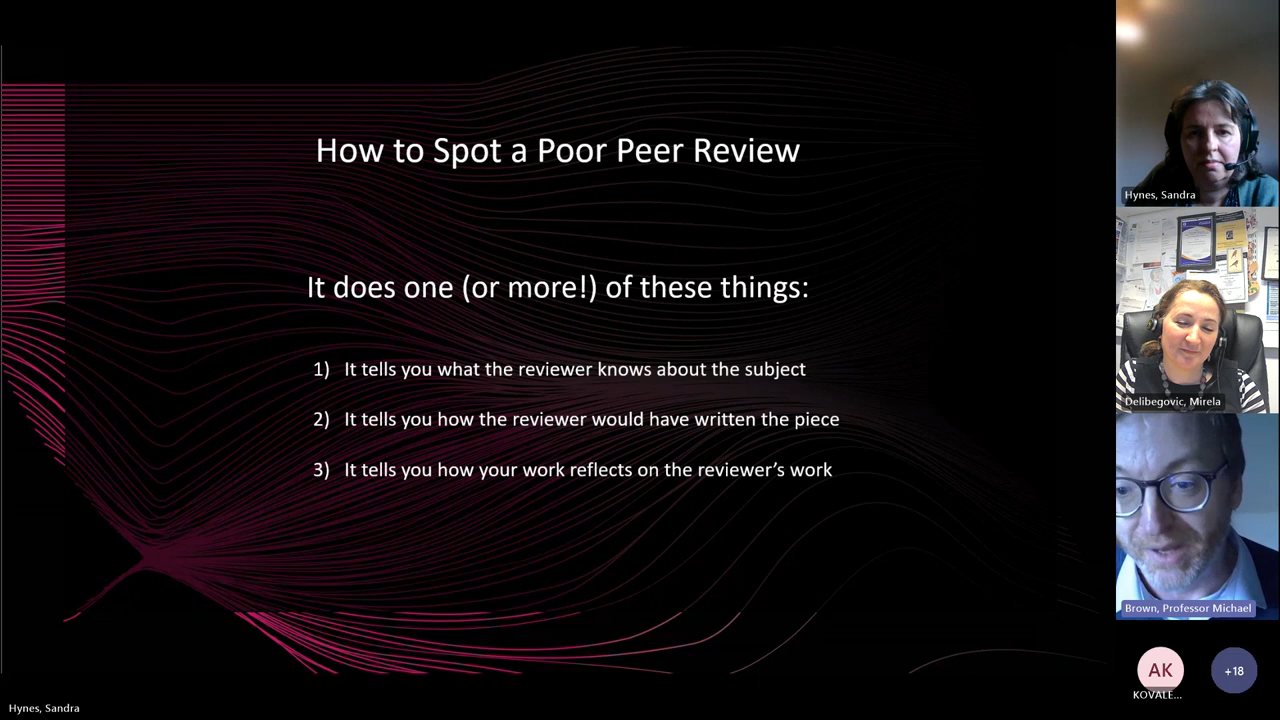 How to Spot a Poor Peer Review
It does one (or more!) of these things:
1) It tells you what the reviewer knows about the subject
2) It tells you how the reviewer would have written the piece
3) It tells you how your work reflects on the reviewer’s work
Hynes, Sandra
Delibegovic, Mirela
Brown, Professor Michael
AK
+18
KOVALE...
Hynes, Sandra